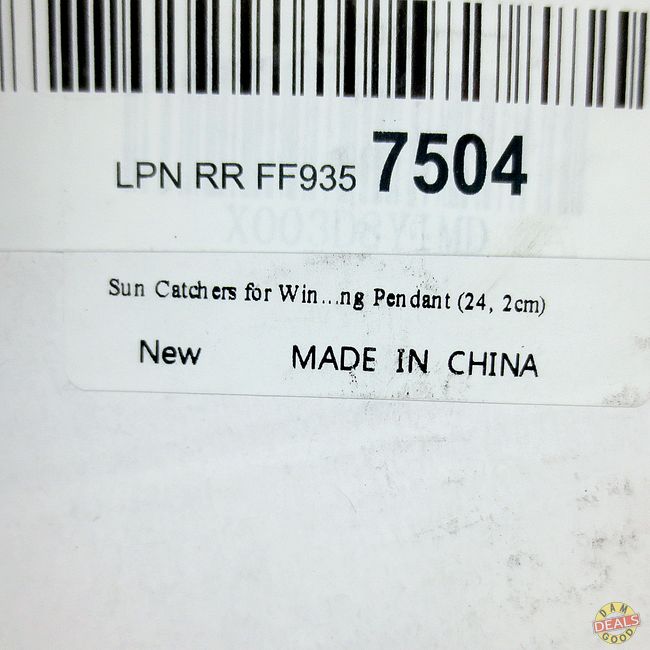 LPN RR FF935 7504
Sun Catchers for Win...ng Pendant (24, 2cm)
New MADE IN CHINA
DAM
DEALS
GOOD